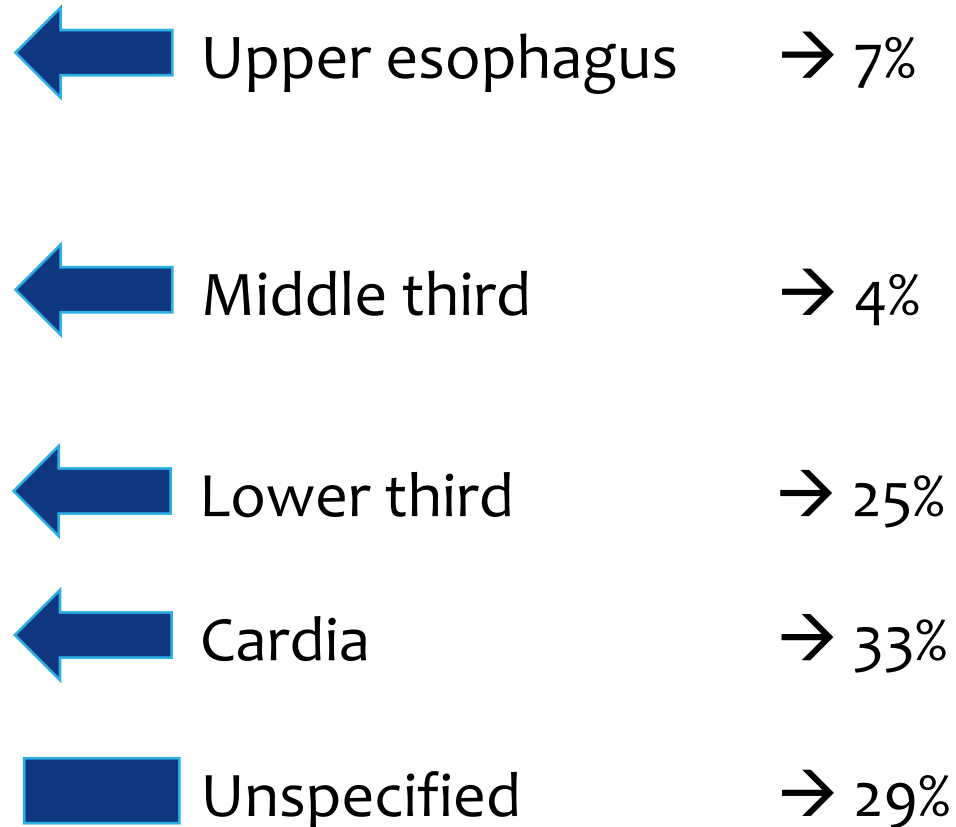 Upper esophagus → 7%
Middle third → 4%
Lower third → 25%
Cardia → 33%
Unspecified → 29%